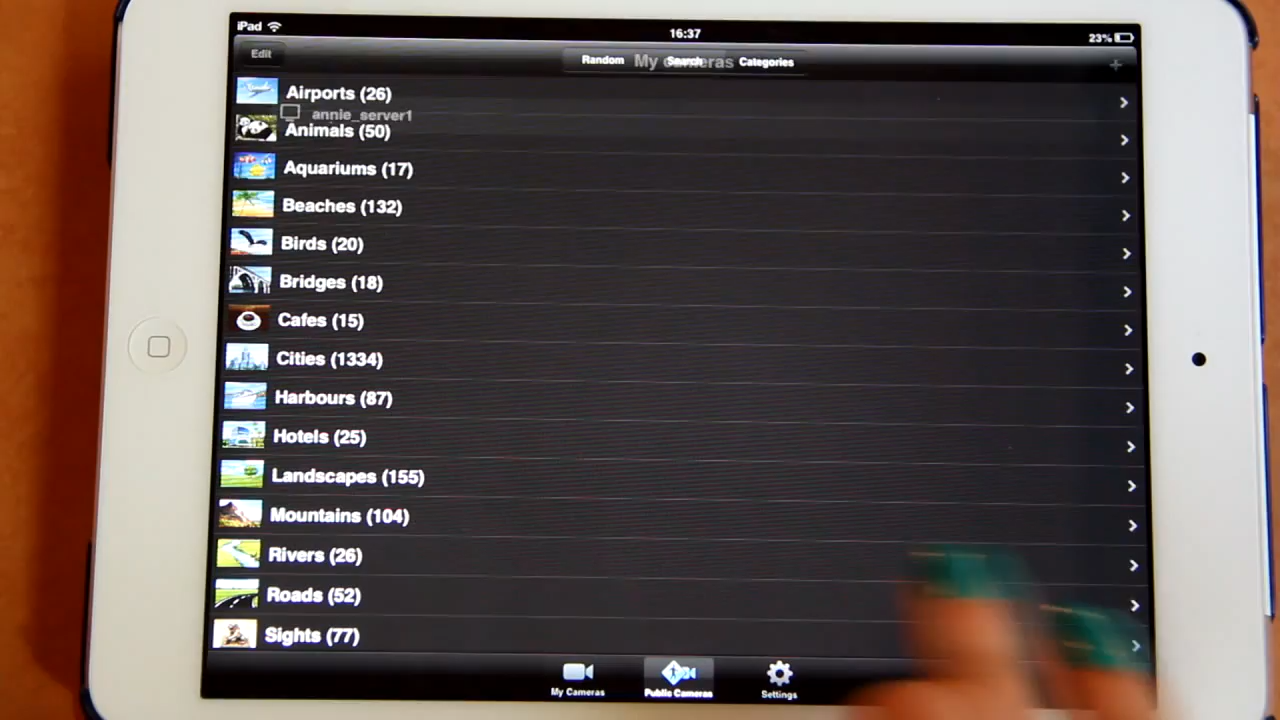 iPad
16:37
23%
Edit
Random
Search
Categories
My cameras
Airports (26)
annie_server1
Animals (50)
Aquariums (17)
Beaches (132)
Birds (20)
Bridges (18)
Cafes (15)
Cities (1334)
Harbours (87)
Hotels (25)
Landscapes (155)
Mountains (104)
Rivers (26)
Roads (52)
Sights (77)
My Cameras
Public Cameras
Settings